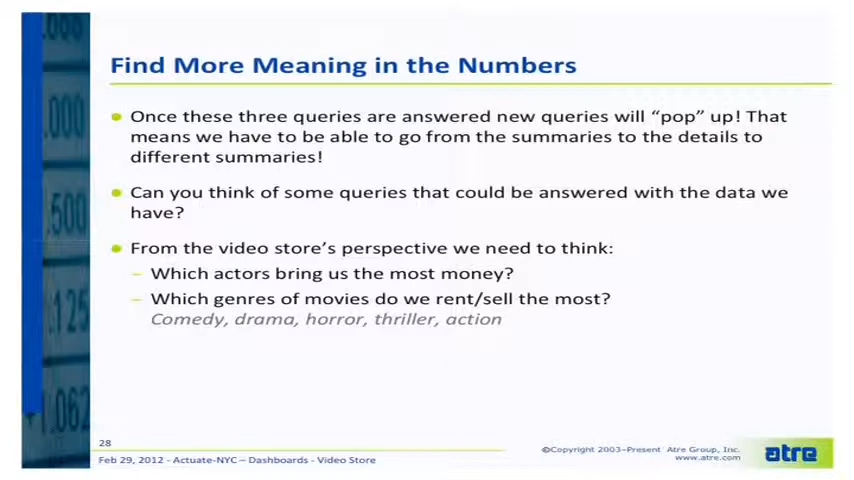 Find More Meaning in the Numbers
Once these three queries are answered new queries will “pop” up! That
means we have to be able to go from the summaries to the details to
different summaries!
Can you think of some queries that could be answered with the data we
have?
From the video store’s perspective we need to think:
– Which actors bring us the most money?
– Which genres of movies do we rent/sell the most?
Comedy, drama, horror, thriller, action
.000
.500
.125
1.062
28
Feb 29, 2012 - Actuate-NYC – Dashboards - Video Store
©Copyright 2003–Present Atre Group, Inc.
www.atre.com
atre